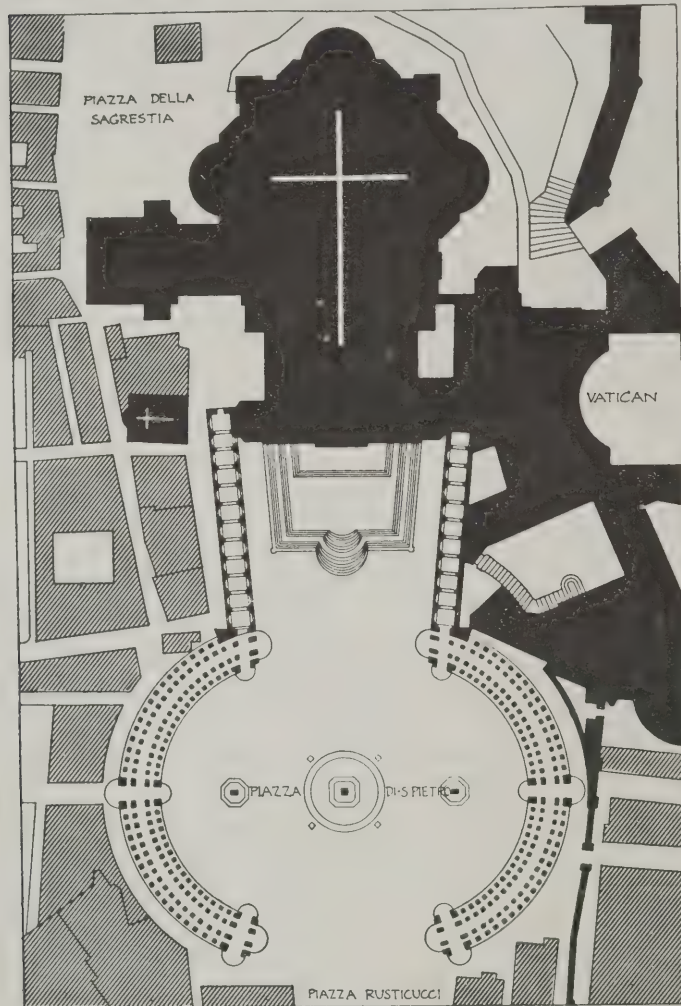 PIAZZA DELLA
SAGRESTIA
VATICAN
PIAZZA DI·S·PIETRO
PIAZZA RUSTICUCCI